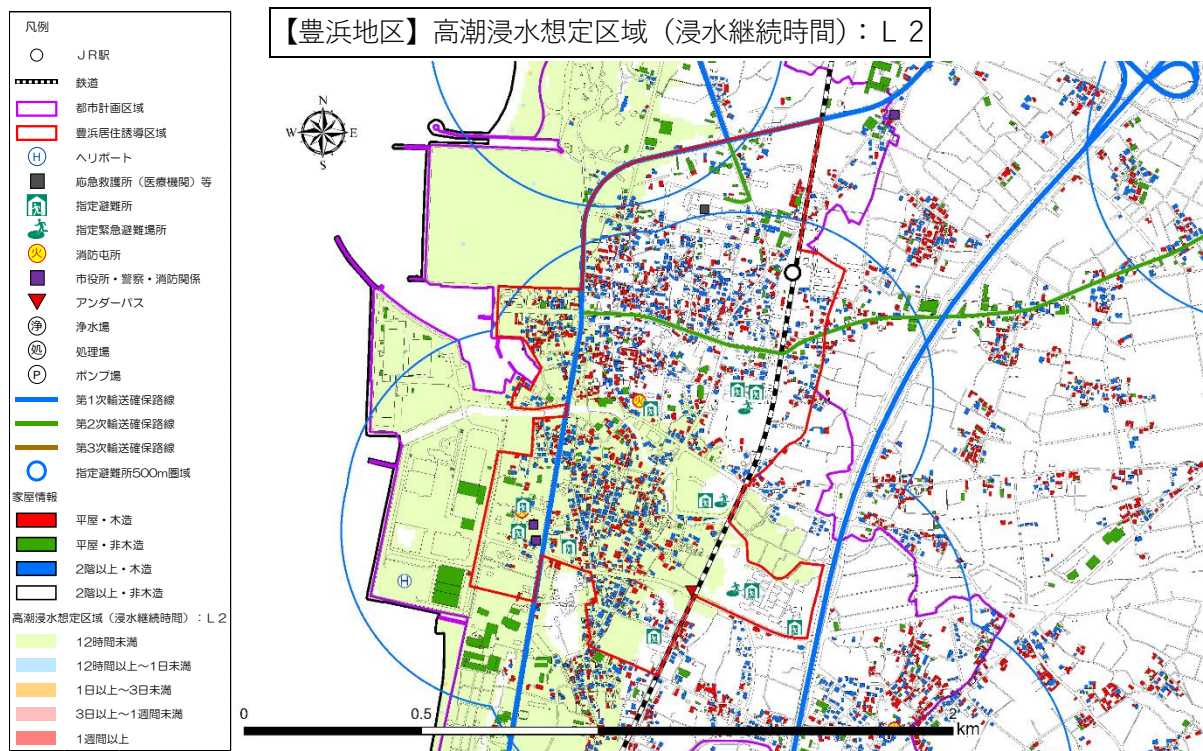 【豊浜地区】高潮浸水想定区域（浸水継続時間）：Ｌ２
凡例
ＪＲ駅
鉄道
都市計画区域
豊浜居住誘導区域
H ヘリポート
応急救護所（医療機関）等
指定避難所
指定緊急避難場所
火 消防屯所
市役所・警察・消防関係
アンダーパス
浄 浄水場
処 処理場
P ポンプ場
第1次輸送確保路線
第2次輸送確保路線
第3次輸送確保路線
指定避難所500m圏域
家屋情報
平屋・木造
平屋・非木造
2階以上・木造
2階以上・非木造
高潮浸水想定区域（浸水継続時間）：Ｌ２
12時間未満
12時間以上～1日未満
1日以上～3日未満
3日以上～1週間未満
1週間以上
N
W E
S
火
火
H
0 0.5 1 2
km